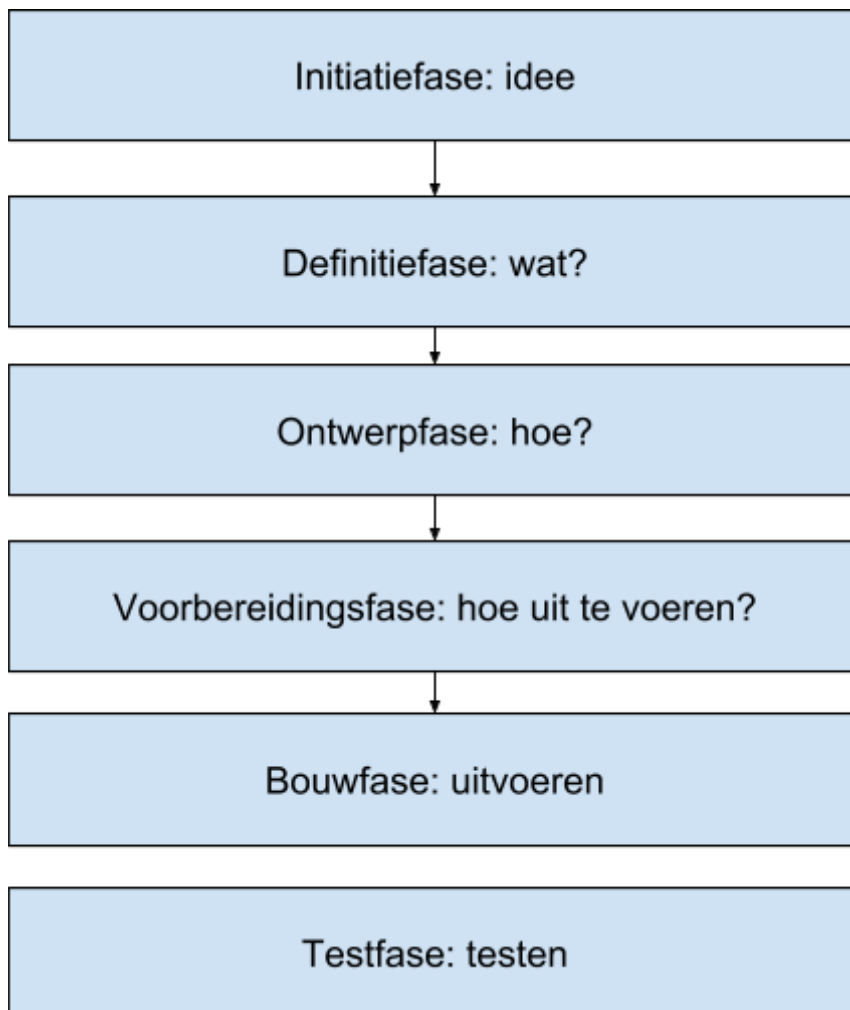 Initiatiefase: idee
Definitiefase: wat?
Ontwerpfase: hoe?
Voorbereidingsfase: hoe uit te voeren?
Bouwfase: uitvoeren
Testfase: testen